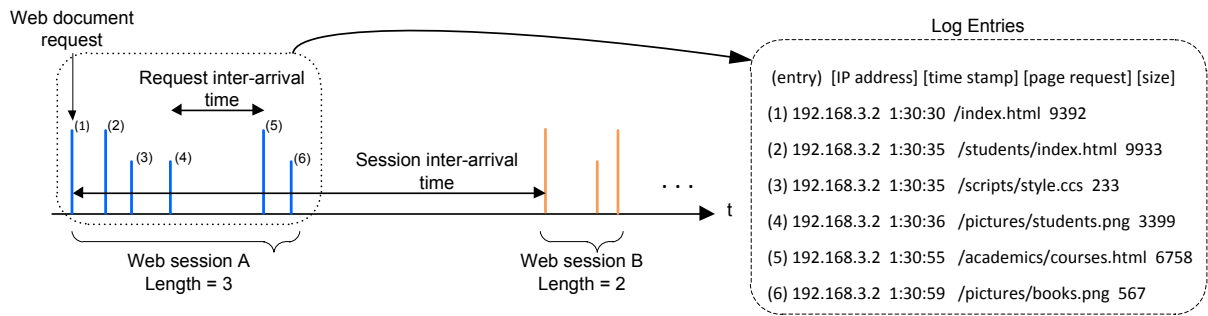 Web document
request
Request inter-arrival
time
(1)
(2)
(3)
(4)
(5)
(6)
Session inter-arrival
time
. . .
t
Web session A
Length = 3
Web session B
Length = 2
Log Entries
(entry) [IP address] [time stamp] [page request] [size]
(1) 192.168.3.2 1:30:30 /index.html 9392
(2) 192.168.3.2 1:30:35 /students/index.html 9933
(3) 192.168.3.2 1:30:35 /scripts/style.ccs 233
(4) 192.168.3.2 1:30:36 /pictures/students.png 3399
(5) 192.168.3.2 1:30:55 /academics/courses.html 6758
(6) 192.168.3.2 1:30:59 /pictures/books.png 567